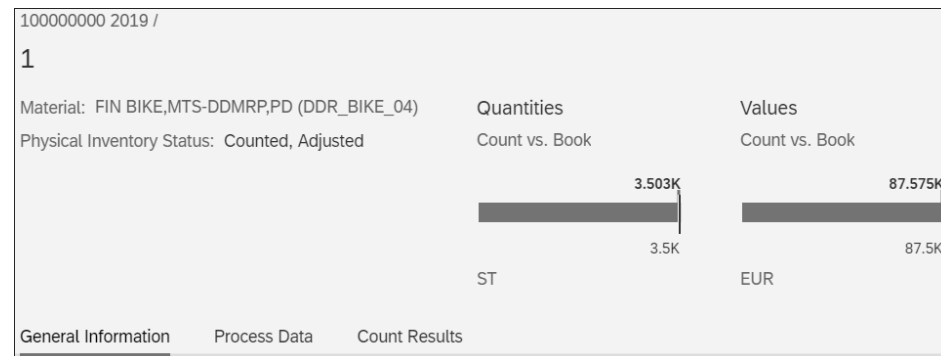 100000000 2019 /
1
Material: FIN BIKE,MTS-DDMRP,PD (DDR_BIKE_04)
Physical Inventory Status: Counted, Adjusted
Quantities
Count vs. Book
3.503K
3.5K
ST
Values
Count vs. Book
87.575K
87.5K
EUR
General Information Process Data Count Results